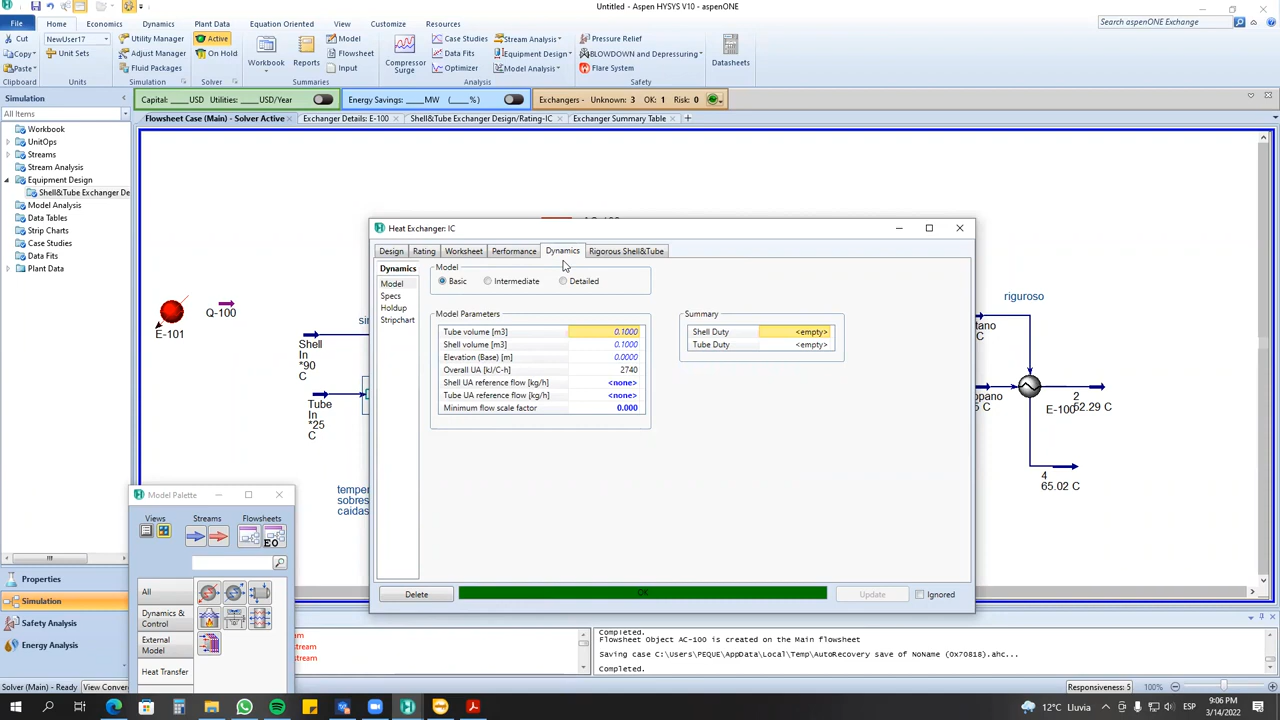 Untitled - Aspen HYSYS V10 - aspenONE
File Home Economics Dynamics Plant Data Equation Oriented View Customize Resources
Search aspenONE Exchange
Cut NewUser17 Utility Manager Active Model Case Studies Stream Analysis Pressure Relief
Copy Unit Sets Adjust Manager On Hold Flowsheet Data Fits Equipment Design BLOWDOWN and Depressuring
Paste Fluid Packages Workbook Reports Input Compressor Surge Optimizer Model Analysis Flare System Datasheets
Clipboard Units Simulation Solver Summaries Analysis Safety
Simulation
Capital: ____USD Utilities: ____USD/Year
Energy Savings: ____MW (____%)
Exchangers - Unknown: 3 OK: 1 Risk: 0
All Items
Flowsheet Case (Main) - Solver Active
Exchanger Details: E-100
Shell&Tube Exchanger Design/Rating-IC
Exchanger Summary Table
+
Workbook
UnitOps
Streams
Stream Analysis
Equipment Design
Shell&Tube Exchanger De
Model Analysis
Data Tables
Strip Charts
Case Studies
Data Fits
Plant Data
E-101
Q-100
Shell
In
*90
C
Tube
In
*25
C
Heat Exchanger: IC
Design Rating Worksheet Performance Dynamics Rigorous Shell&Tube
Dynamics
Model
Specs
Holdup
Stripchart
Model
Basic Intermediate Detailed
Model Parameters
Tube volume [m3] 0.1000
Shell volume [m3] 0.1000
Elevation (Base) [m] 0.0000
Overall UA [kJ/C-h] 2740
Shell UA reference flow [kg/h] <none>
Tube UA reference flow [kg/h] <none>
Minimum flow scale factor 0.000
Summary
Shell Duty <empty>
Tube Duty <empty>
Delete OK Update Ignored
riguroso
E-100
2
62.29 C
4
65.02 C
Model Palette
Views Streams Flowsheets
EO
All
Dynamics & Control
External Model
Heat Transfer
Properties
Simulation
Safety Analysis
Energy Analysis
Completed.
Flowsheet Object AC-100 is created on the Main flowsheet
Saving case C:\Users\PEQUE\AppData\Local\Temp\AutoRecovery save of NoName (0x70818).ahc...
Completed.
Solver (Main) - Ready
Responsiveness: 5
100%
12°C Lluvia
9:06 PM
3/14/2022